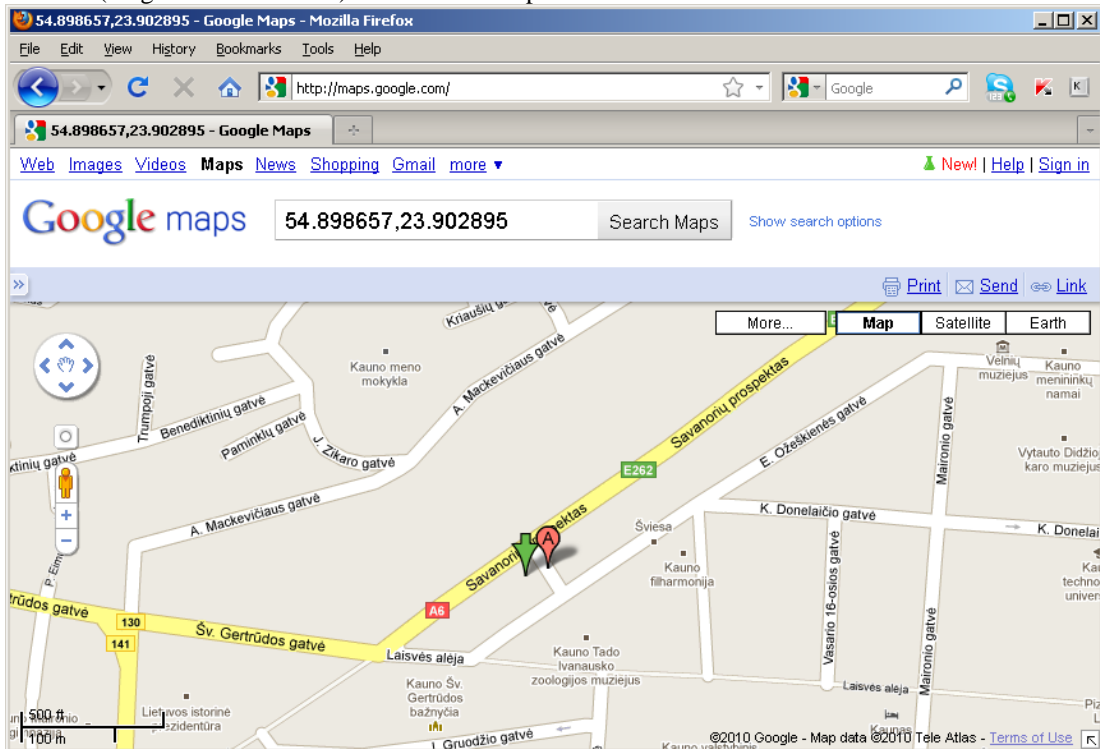 54.898657,23.902895 - Google Maps - Mozilla Firefox
File Edit View History Bookmarks Tools Help
http://maps.google.com/ Google
54.898657,23.902895 - Google Maps
Web Images Videos Maps News Shopping Gmail more ▼ New! | Help | Sign in
Google maps 54.898657,23.902895 Search Maps Show search options
» Print Send Link
More... Map Satellite Earth
Kriaušių
Velnių muziejus
Kauno menininkų namai
Kauno meno mokykla
Trumpoji gatvė
A. Mackevičiaus gatvė
Savanorių prospektas
Benediktinių gatvė
Paminklų gatvė
E. Ožeškienės gatvė
Maironio gatvė
J. Zikaro gatvė
Vytauto Didžio
karo muziejus
E262
A. Mackevičiaus gatvė
K. Donelaičio gatvė
K. Donelai
Šviesa
A
Kauno filharmonija
Savanorių prospektas
Vasario 16-osios gatvė
A6
130
141
Šv. Gertrūdos gatvė
Laisvės alėja
Kauno Tado Ivanausko zoologijos muziejus
Maironio gatvė
Kauno Šv. Gertrūdos bažnyčia
Laisvės alėja
Lietuvos istorinė
500 ft
100 m
I. Gruodžio gatvė
©2010 Google - Map data ©2010 Tele Atlas - Terms of Use